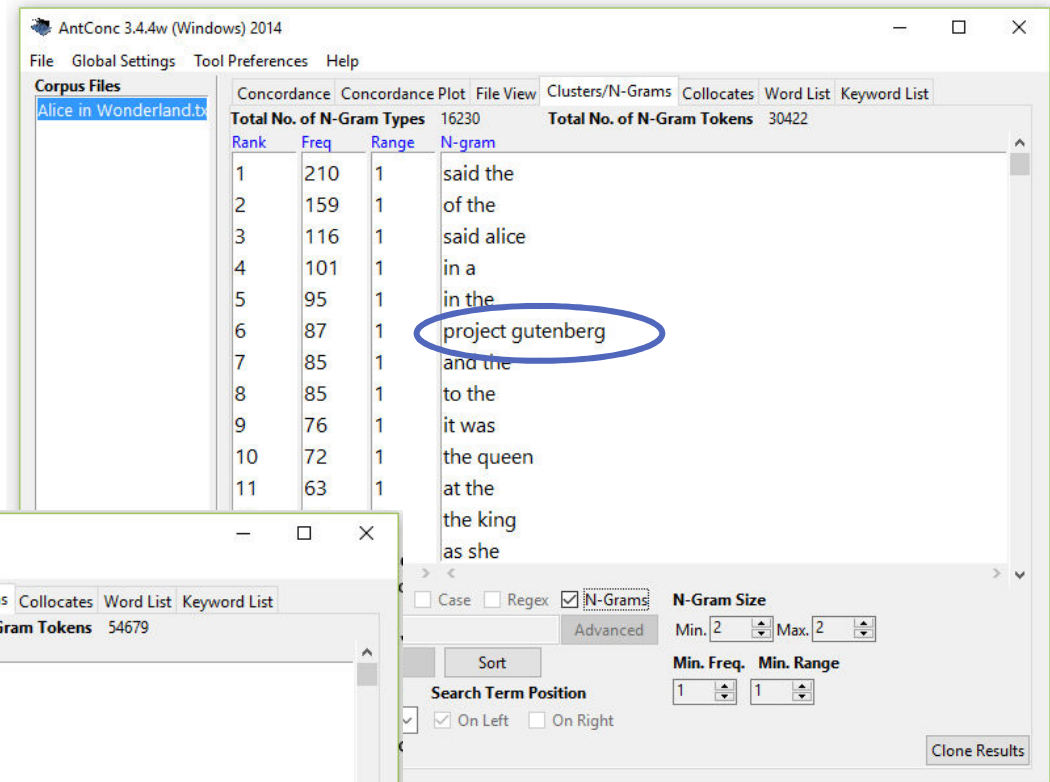 AntConc 3.4.4w (Windows) 2014
File Global Settings Tool Preferences Help
Corpus Files
Alice in Wonderland.tx
Concordance Concordance Plot File View Clusters/N-Grams Collocates Word List Keyword List
Total No. of N-Gram Types 16230 Total No. of N-Gram Tokens 30422
Rank Freq Range N-gram
1 210 1 said the
2 159 1 of the
3 116 1 said alice
4 101 1 in a
5 95 1 in the
6 87 1 project gutenberg
7 85 1 and the
8 85 1 to the
9 76 1 it was
10 72 1 the queen
11 63 1 at the
the king
as she
Case Regex N-Grams N-Gram Size
Advanced Min. 2 Max. 2
Sort Min. Freq. Min. Range
1 1
Search Term Position
On Left On Right
Clone Results
Collocates Word List Keyword List
Gram Tokens 54679